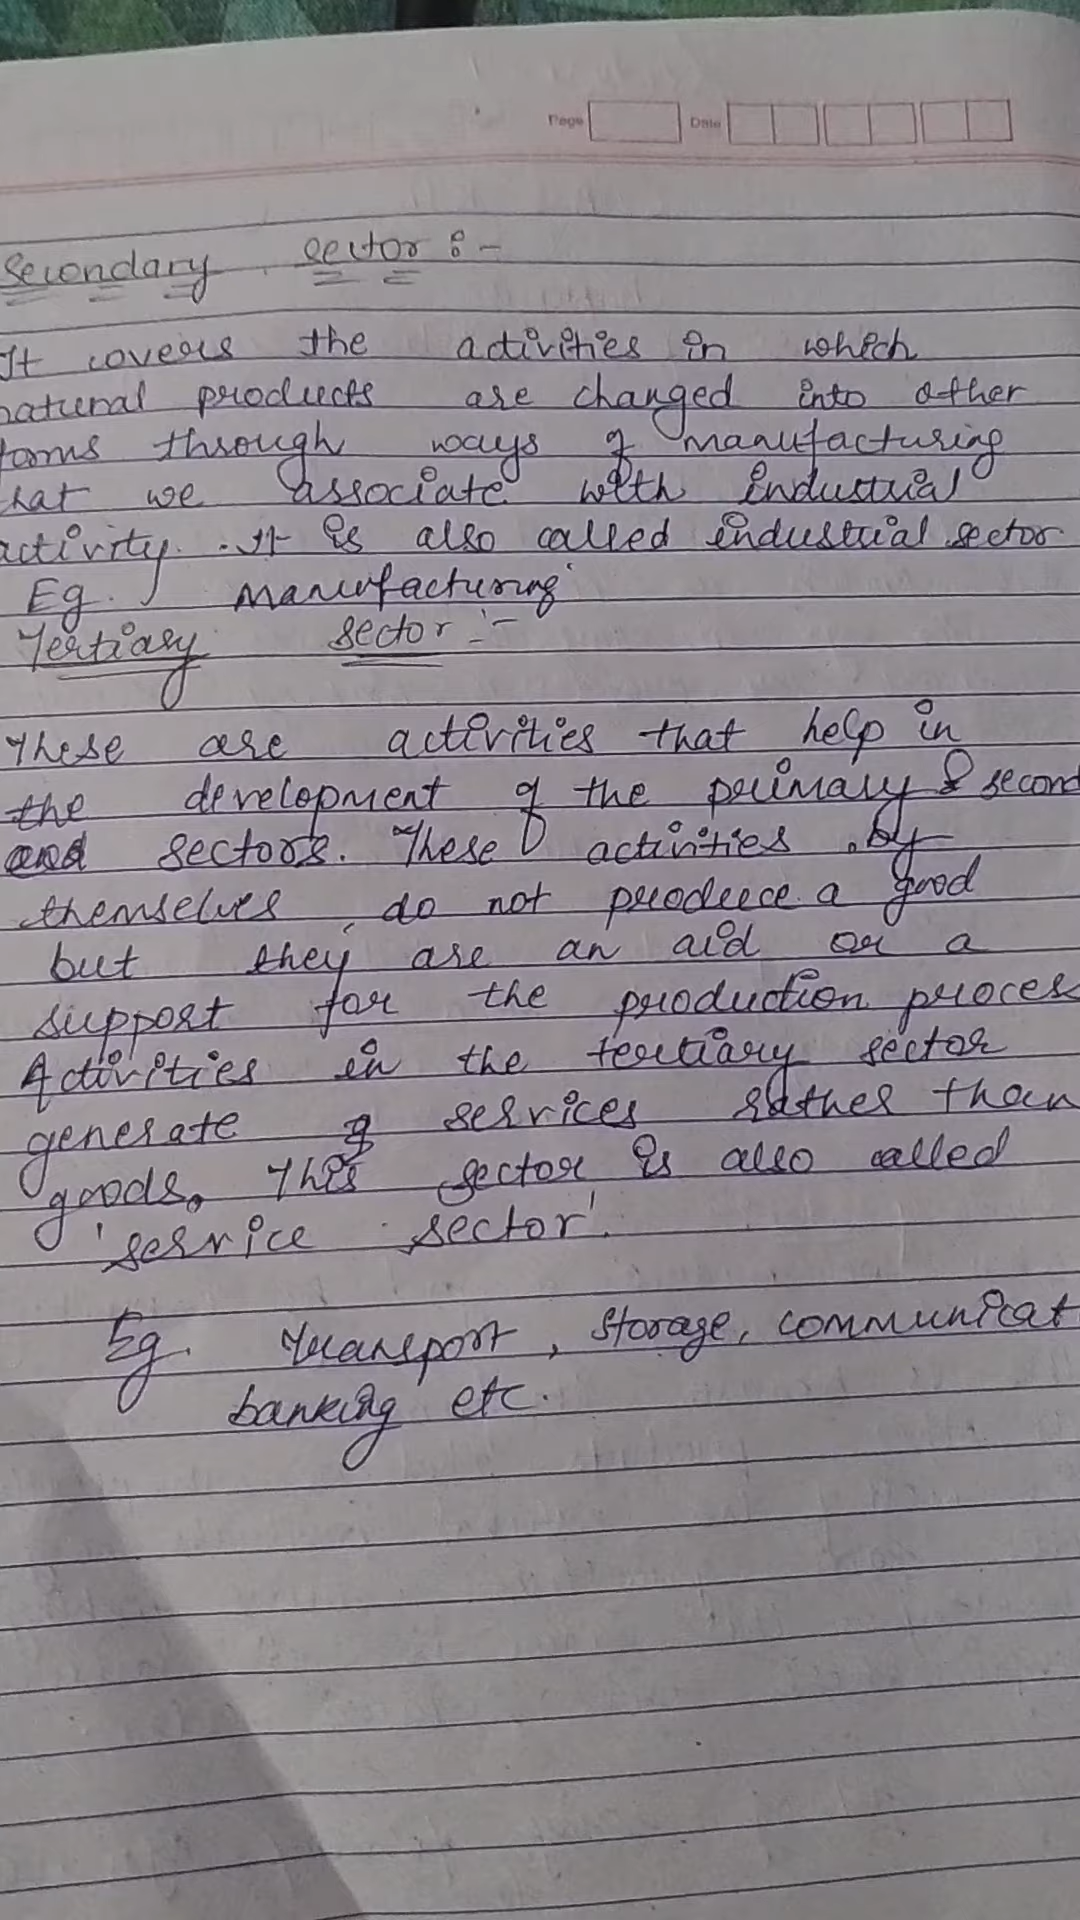 Page Date
Secondary sector :-
It covers the activities in which
natural products are changed into other
forms through ways of manufacturing
that we associate with industrial
activity. It is also called industrial sector
Eg. Manufacturing
Tertiary sector :-
These are activities that help in
the development of the primary & second
sectors. These activities by
themselves do not produce a good
but they are an aid or a
support for the production proces
Activities in the tertiary sector
generate services rather than
goods. This sector is also called
'service sector'.
Eg. Transport, storage, communicat
banking etc.